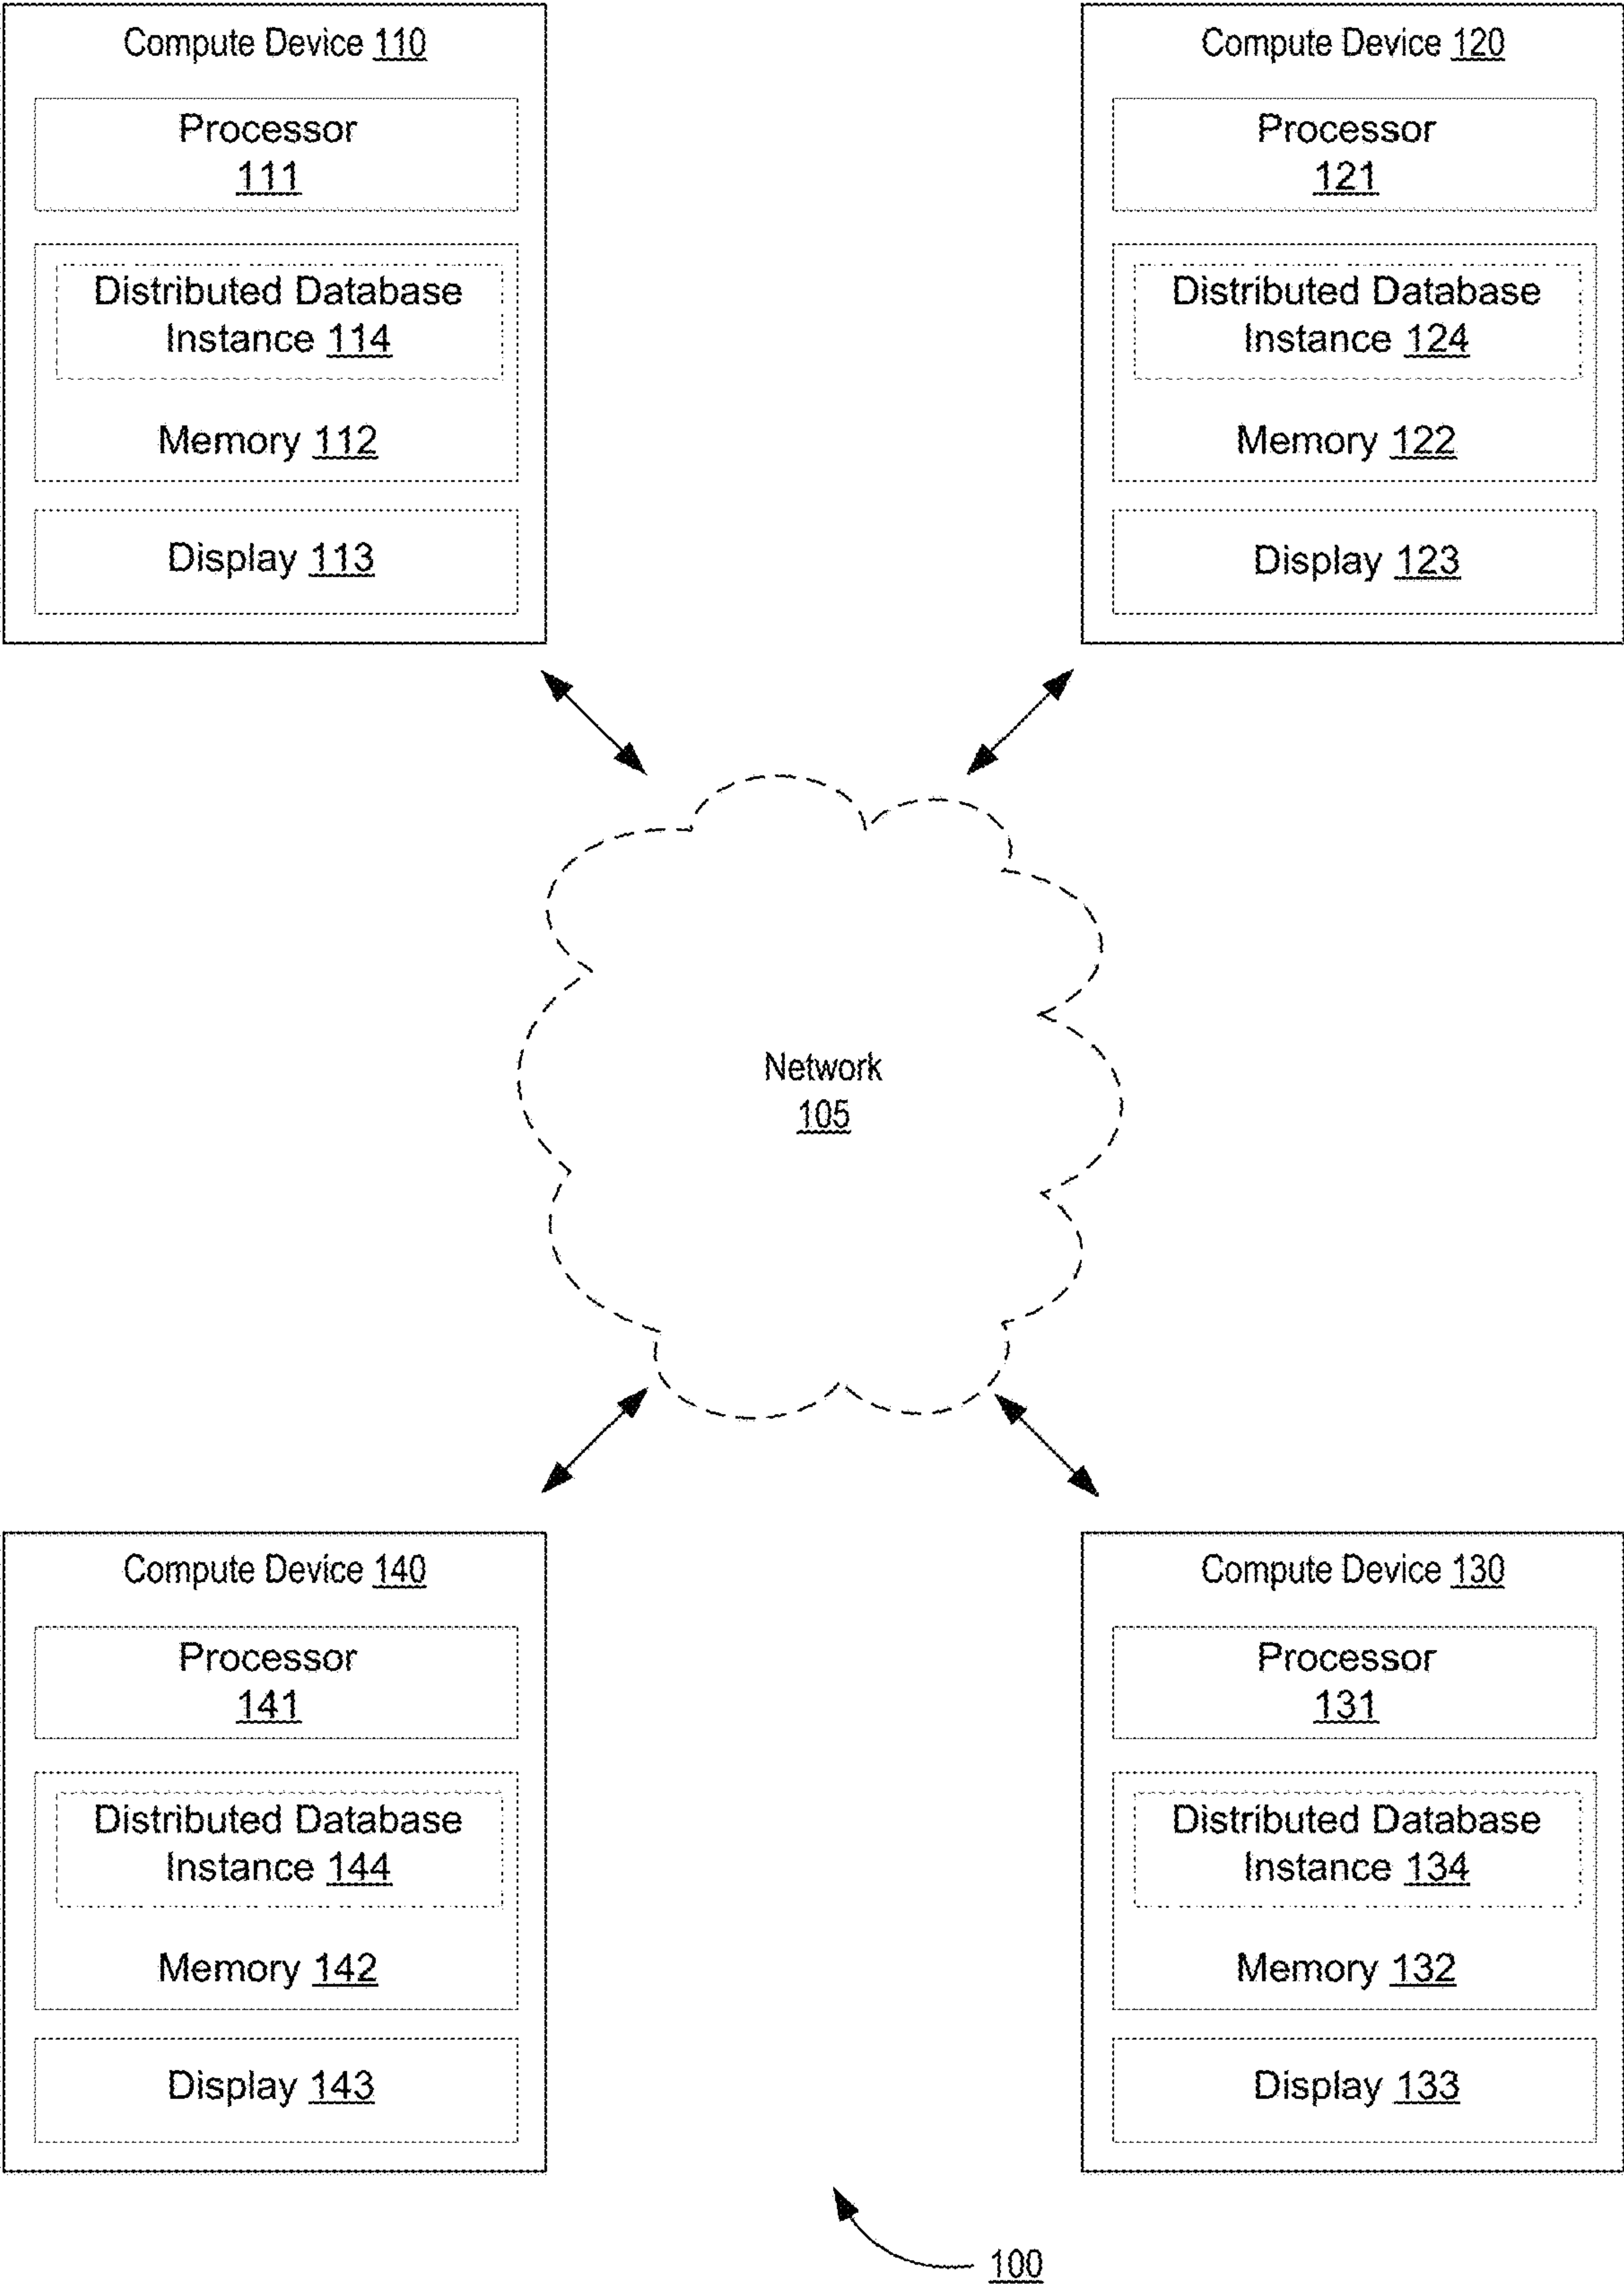 Compute Device 110
Processor
111
Distributed Database
Instance 114
Memory 112
Display 113
Compute Device 120
Processor
121
Distributed Database
Instance 124
Memory 122
Display 123
Network
105
Compute Device 140
Processor
141
Distributed Database
Instance 144
Memory 142
Display 143
Compute Device 130
Processor
131
Distributed Database
Instance 134
Memory 132
Display 133
100